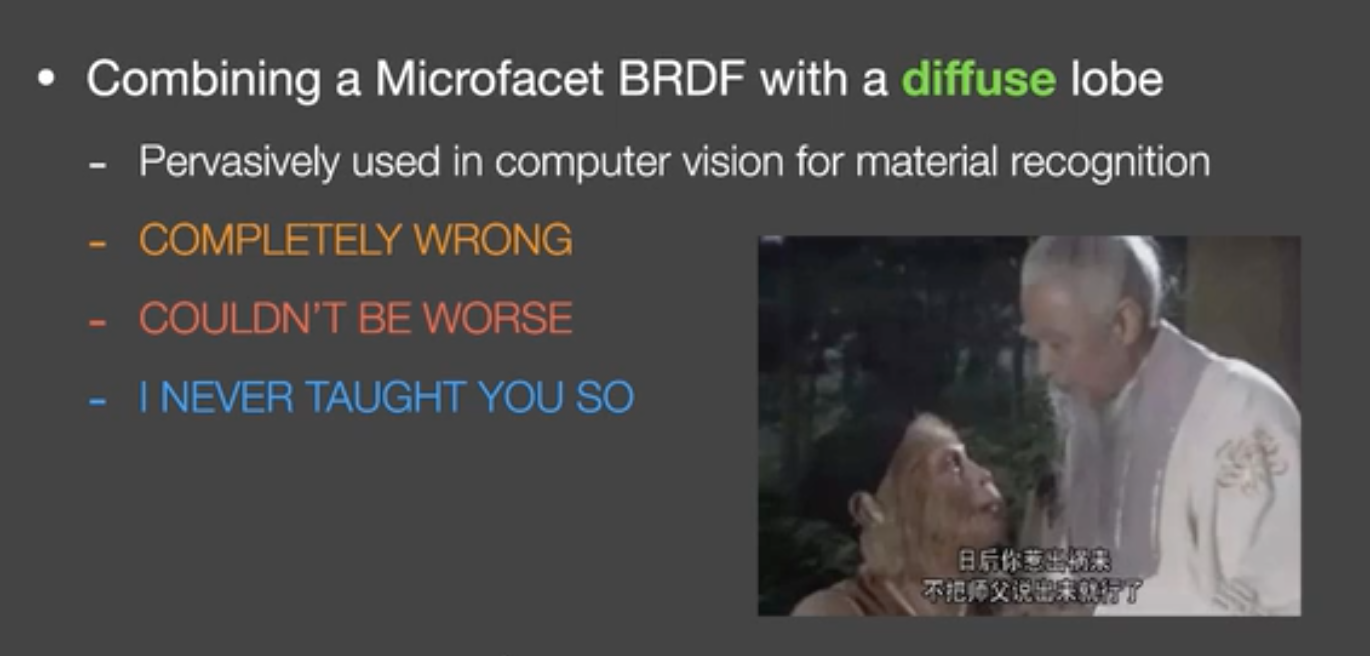 • Combining a Microfacet BRDF with a diffuse lobe
- Pervasively used in computer vision for material recognition
- COMPLETELY WRONG
- COULDN'T BE WORSE
- I NEVER TAUGHT YOU SO
日后你惹出祸来
不把师父说出来就行了